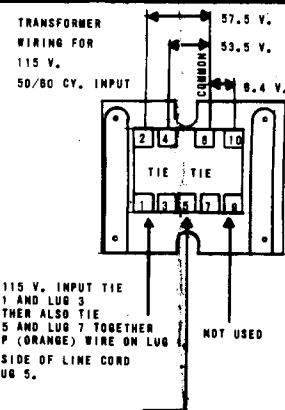 TRANSFORMER
WIRING FOR
115 V.
50/60 CY. INPUT
57.5 V.
53.5 V.
COMMON
6.4 V.
2 4 6 10
TIE TIE
1 3 5 7 9
115 V. INPUT TIE
1 AND LUG 3
THER ALSO TIE
5 AND LUG 7 TOGETHER
P (ORANGE) WIRE ON LUG
SIDE OF LINE CORD
UG 5.
NOT USED